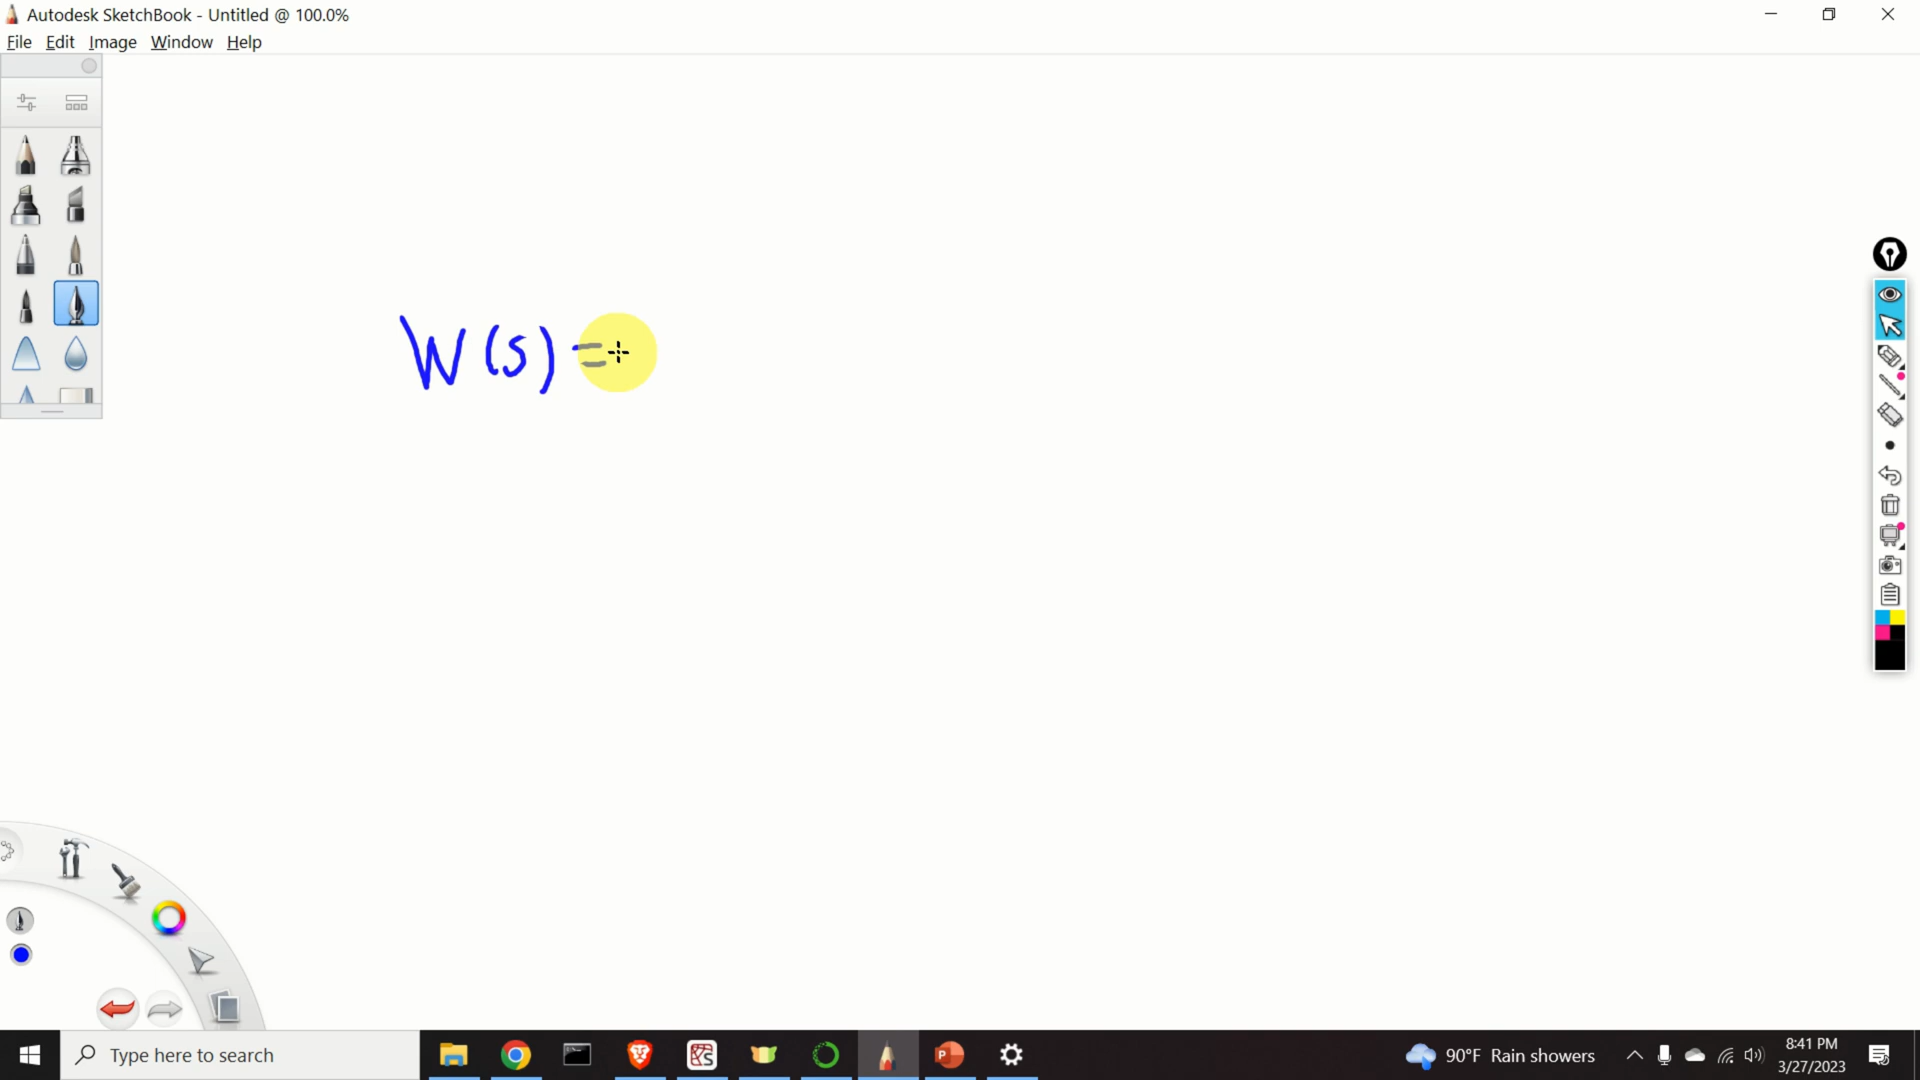 Autodesk SketchBook - Untitled @ 100.0%
File Edit Image Window Help
W(s) =
Type here to search
90°F Rain showers
8:41 PM
3/27/2023